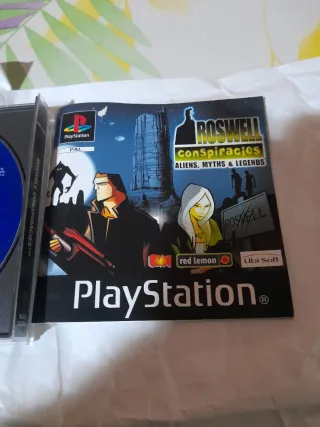 PlayStation
PAL
ROSWELL
conspiracies
ALIENS, MYTHS & LEGENDS
ROSWELL
red lemon
Ubi Soft
PlayStation®